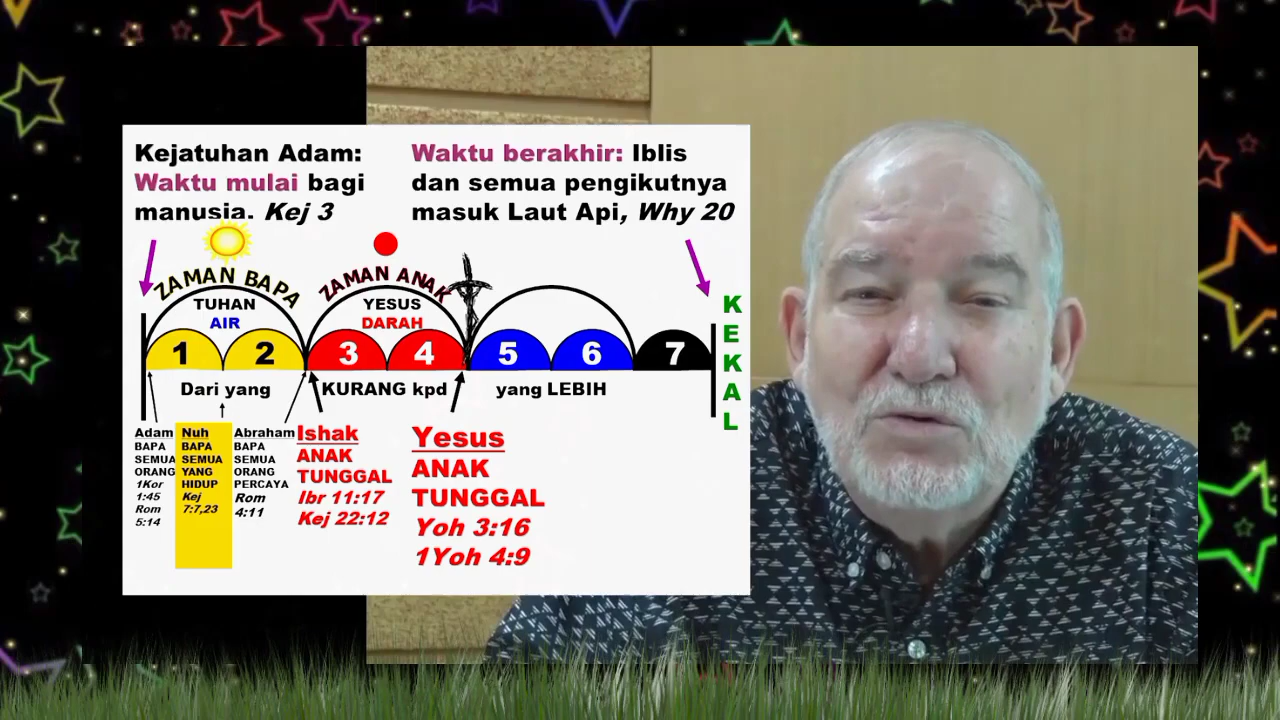 Kejatuhan Adam:
Waktu mulai bagi
manusia. Kej 3
Waktu berakhir: Iblis
dan semua pengikutnya
masuk Laut Api, Why 20
ZAMAN BAPA
TUHAN
AIR
ZAMAN ANAK
YESUS
DARAH
1 2 3 4 5 6 7
KEKAL
Dari yang KURANG kpd yang LEBIH
Adam
BAPA
SEMUA
ORANG
1Kor
1:45
Rom
5:14
Nuh
BAPA
SEMUA
YANG
HIDUP
Kej
7:7,23
Abraham
BAPA
SEMUA
ORANG
PERCAYA
Rom
4:11
Ishak
ANAK
TUNGGAL
Ibr 11:17
Kej 22:12
Yesus
ANAK
TUNGGAL
Yoh 3:16
1Yoh 4:9